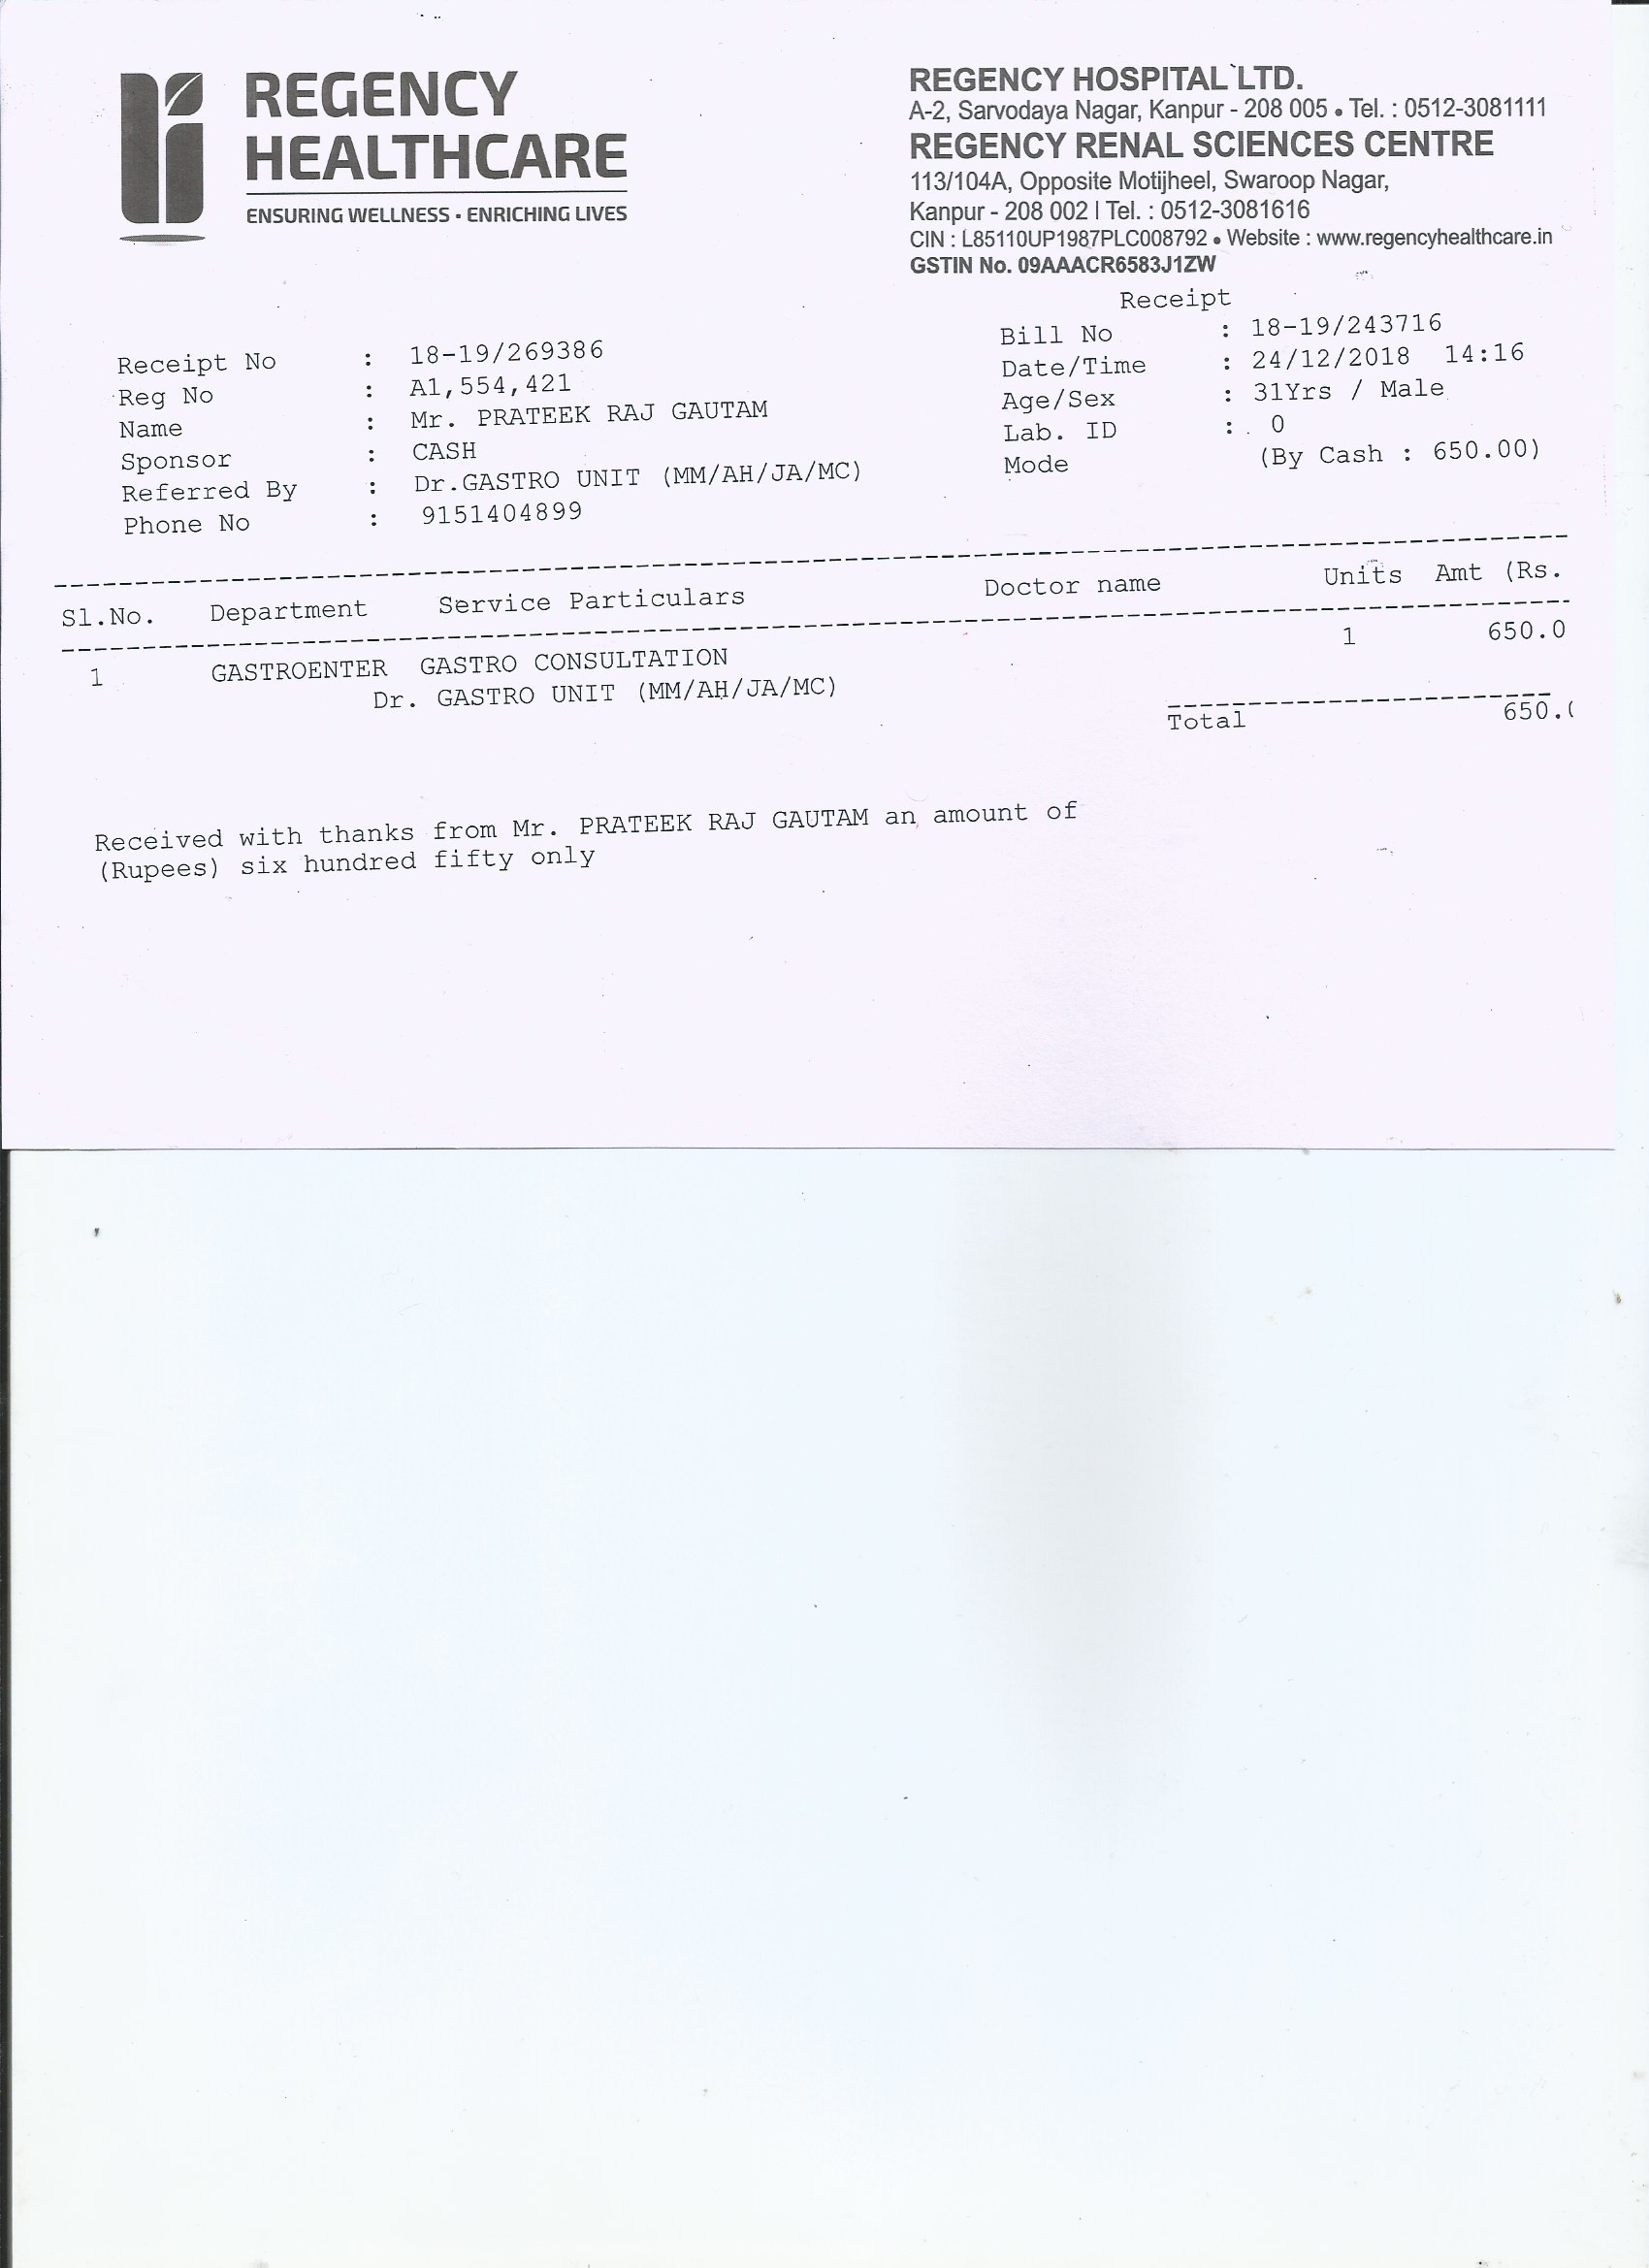 REGENCY
HEALTHCARE
ENSURING WELLNESS • ENRICHING LIVES
REGENCY HOSPITAL LTD.
A-2, Sarvodaya Nagar, Kanpur - 208 005 • Tel. : 0512-3081111
REGENCY RENAL SCIENCES CENTRE
113/104A, Opposite Motijheel, Swaroop Nagar,
Kanpur - 208 002 | Tel. : 0512-3081616
CIN : L85110UP1987PLC008792 • Website : www.regencyhealthcare.in
GSTIN No. 09AAACR6583J1ZW
Receipt
Receipt No : 18-19/269386
Reg No : A1,554,421
Name : Mr. PRATEEK RAJ GAUTAM
Sponsor : CASH
Referred By : Dr.GASTRO UNIT (MM/AH/JA/MC)
Phone No : 9151404899
Bill No : 18-19/243716
Date/Time : 24/12/2018 14:16
Age/Sex : 31Yrs / Male
Lab. ID : 0
Mode (By Cash : 650.00)
Sl.No. Department Service Particulars Doctor name Units Amt (Rs.
1 GASTROENTER GASTRO CONSULTATION 1 650.0
Dr. GASTRO UNIT (MM/AH/JA/MC)
Total 650.
Received with thanks from Mr. PRATEEK RAJ GAUTAM an amount of
(Rupees) six hundred fifty only